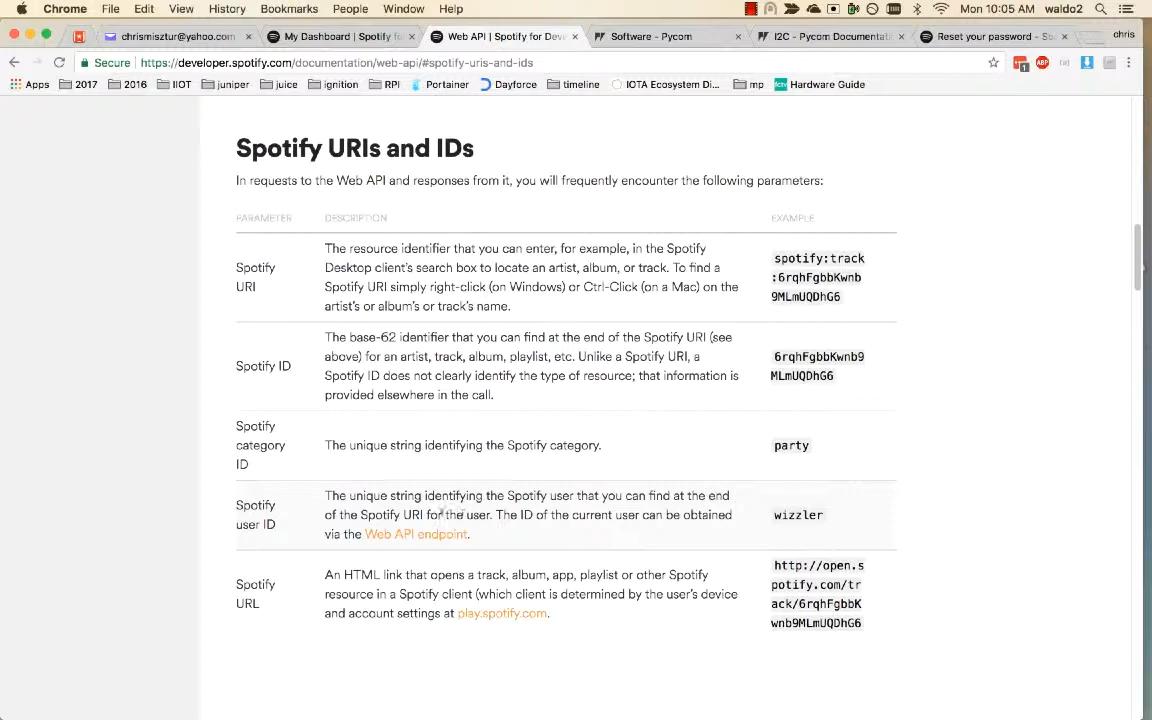 Chrome File Edit View History Bookmarks People Window Help Mon 10:05 AM waldo2
chrismisztur@yahoo.com My Dashboard | Spotify fo Web API | Spotify for Deve Software - Pycom I2C - Pycom Documentati Reset your password - chris
Secure https://developer.spotify.com/documentation/web-api/#spotify-uris-and-ids
Apps 2017 2016 IIOT juniper juice ignition RPI Portainer Dayforce timeline IOTA Ecosystem Di... mp Hardware Guide
Spotify URIs and IDs
In requests to the Web API and responses from it, you will frequently encounter the following parameters:
PARAMETER DESCRIPTION EXAMPLE
Spotify
URI
The resource identifier that you can enter, for example, in the Spotify
Desktop client's search box to locate an artist, album, or track. To find a
Spotify URI simply right-click (on Windows) or Ctrl-Click (on a Mac) on the
artist's or album's or track's name.
spotify:track
:6rqhFgbbKwnb
9MLmUQDhG6
Spotify ID
The base-62 identifier that you can find at the end of the Spotify URI (see
above) for an artist, track, album, playlist, etc. Unlike a Spotify URI, a
Spotify ID does not clearly identify the type of resource; that information is
provided elsewhere in the call.
6rqhFgbbKwnb9
MLmUQDhG6
Spotify
category
ID
The unique string identifying the Spotify category.
party
Spotify
user ID
The unique string identifying the Spotify user that you can find at the end
of the Spotify URI for the user. The ID of the current user can be obtained
via the Web API endpoint.
wizzler
Spotify
URL
An HTML link that opens a track, album, app, playlist or other Spotify
resource in a Spotify client (which client is determined by the user's device
and account settings at play.spotify.com.
http://open.s
potify.com/tr
ack/6rqhFgbbK
wnb9MLmUQDhG6